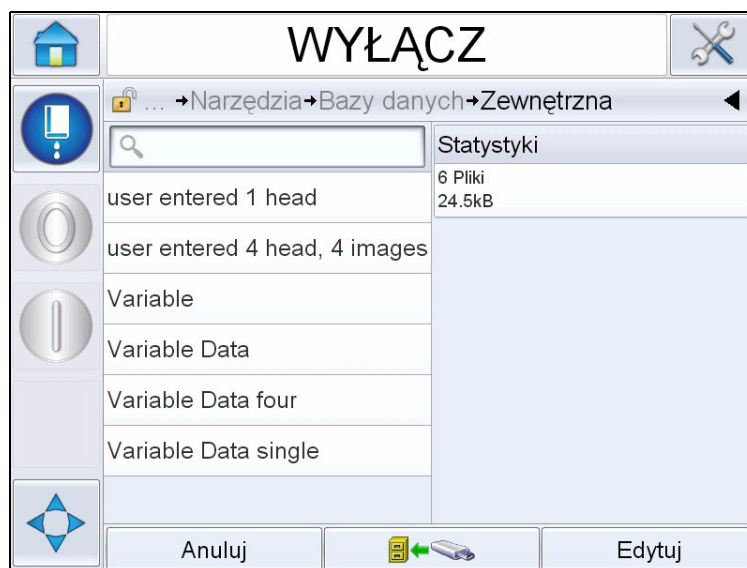 WYŁĄCZ
... →Narzędzia→Bazy danych→Zewnętrzna
Statystyki
6 Pliki
24.5kB
user entered 1 head
user entered 4 head, 4 images
Variable
Variable Data
Variable Data four
Variable Data single
Anuluj
Edytuj